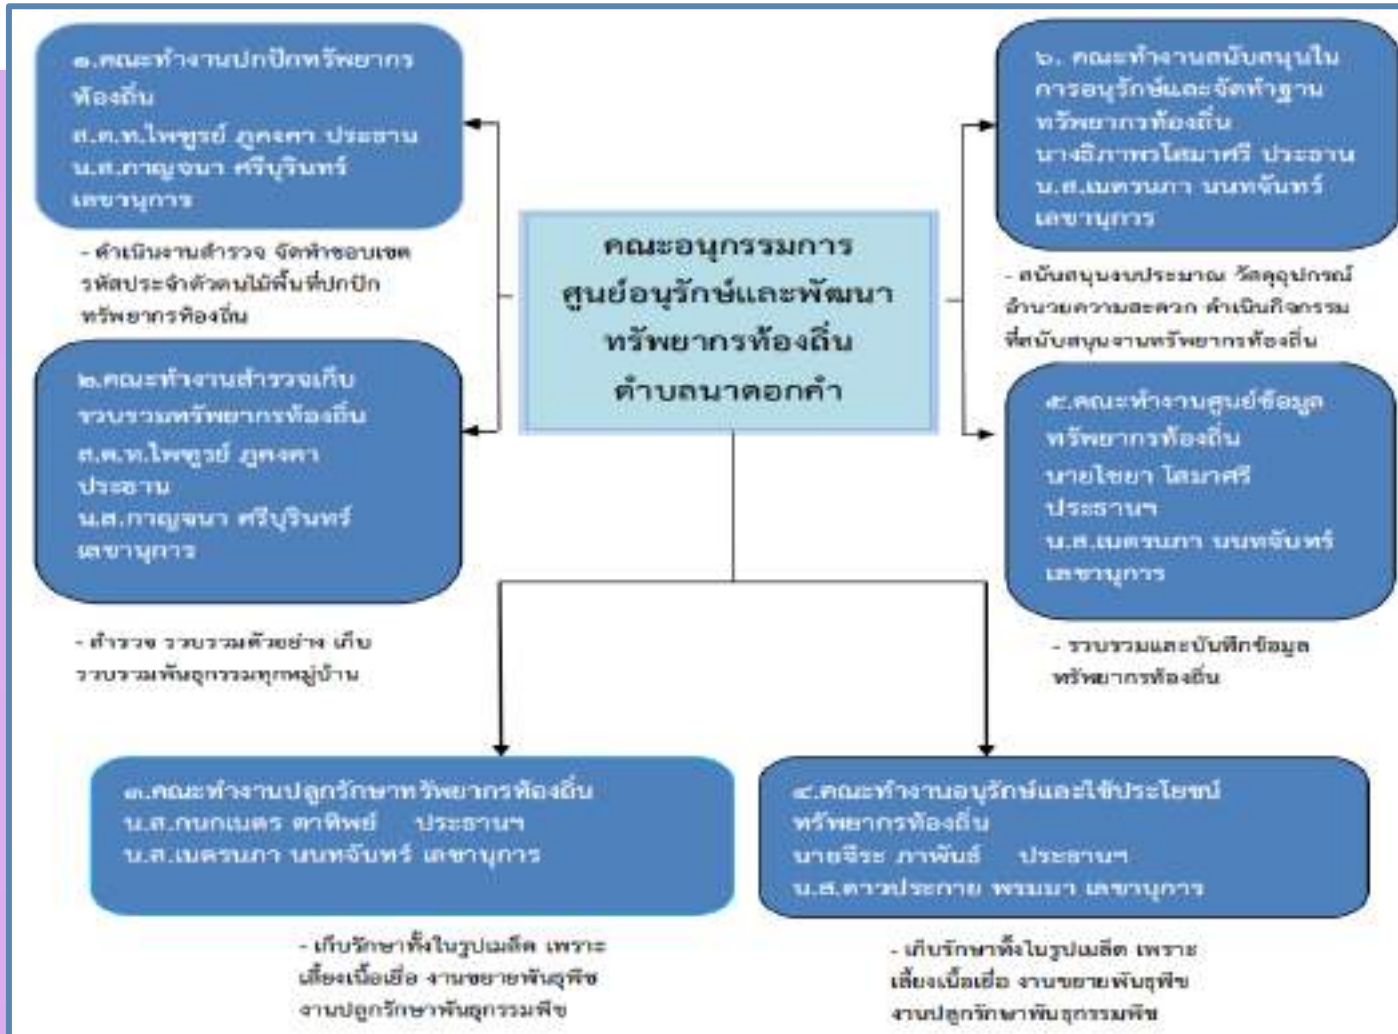 ๑.คณะทำงานปกปักทรัพยากร
ท้องถิ่น
ส.ต.ท.ไพฑูรย์ ภูคงคา ประธาน
น.ส.กาญจนา ศรีบุรินทร์
เลขานุการ
- ดำเนินงานสำรวจ จัดทำขอบเขต
รหัสประจำตัวต้นไม้พื้นที่ปกปัก
ทรัพยากรท้องถิ่น
๒.คณะทำงานสำรวจเก็บ
รวบรวมทรัพยากรท้องถิ่น
ส.ต.ท.ไพฑูรย์ ภูคงคา
ประธาน
น.ส.กาญจนา ศรีบุรินทร์
เลขานุการ
- สำรวจ รวบรวมตัวอย่าง เก็บ
รวบรวมพันธุกรรมทุกหมู่บ้าน
คณะอนุกรรมการ
ศูนย์อนุรักษ์และพัฒนา
ทรัพยากรท้องถิ่น
ตำบลนาดอกคำ
๖. คณะทำงานสนับสนุนใน
การอนุรักษ์และจัดทำฐาน
ทรัพยากรท้องถิ่น
นางธิภาพรโสมาศรี ประธาน
น.ส.เนตรนภา นนทจันทร์
เลขานุการ
- สนับสนุนงบประมาณ วัสดุอุปกรณ์
อำนวยความสะดวก ดำเนินกิจกรรม
ที่สนับสนุนงานทรัพยากรท้องถิ่น
๕.คณะทำงานศูนย์ข้อมูล
ทรัพยากรท้องถิ่น
นายไชยา โสมาศรี
ประธานฯ
น.ส.เนตรนภา นนทจันทร์
เลขานุการ
- รวบรวมและบันทึกข้อมูล
ทรัพยากรท้องถิ่น
๓.คณะทำงานปลูกรักษาทรัพยากรท้องถิ่น
น.ส.กนกเนตร ตาทิพย์ ประธานฯ
น.ส.เนตรนภา นนทจันทร์ เลขานุการ
- เก็บรักษาทั้งในรูปเมล็ด เพราะ
เลี้ยงเนื้อเยื่อ งานขยายพันธุพืช
งานปลูกรักษาพันธุกรรมพืช
๔.คณะทำงานอนุรักษ์และใช้ประโยชน์
ทรัพยากรท้องถิ่น
นายจีระ ภาพันธ์ ประธานฯ
น.ส.ดาวประกาย พรมมา เลขานุการ
- เก็บรักษาทั้งในรูปเมล็ด เพราะ
เลี้ยงเนื้อเยื่อ งานขยายพันธุพืช
งานปลูกรักษาพันธุกรรมพืช